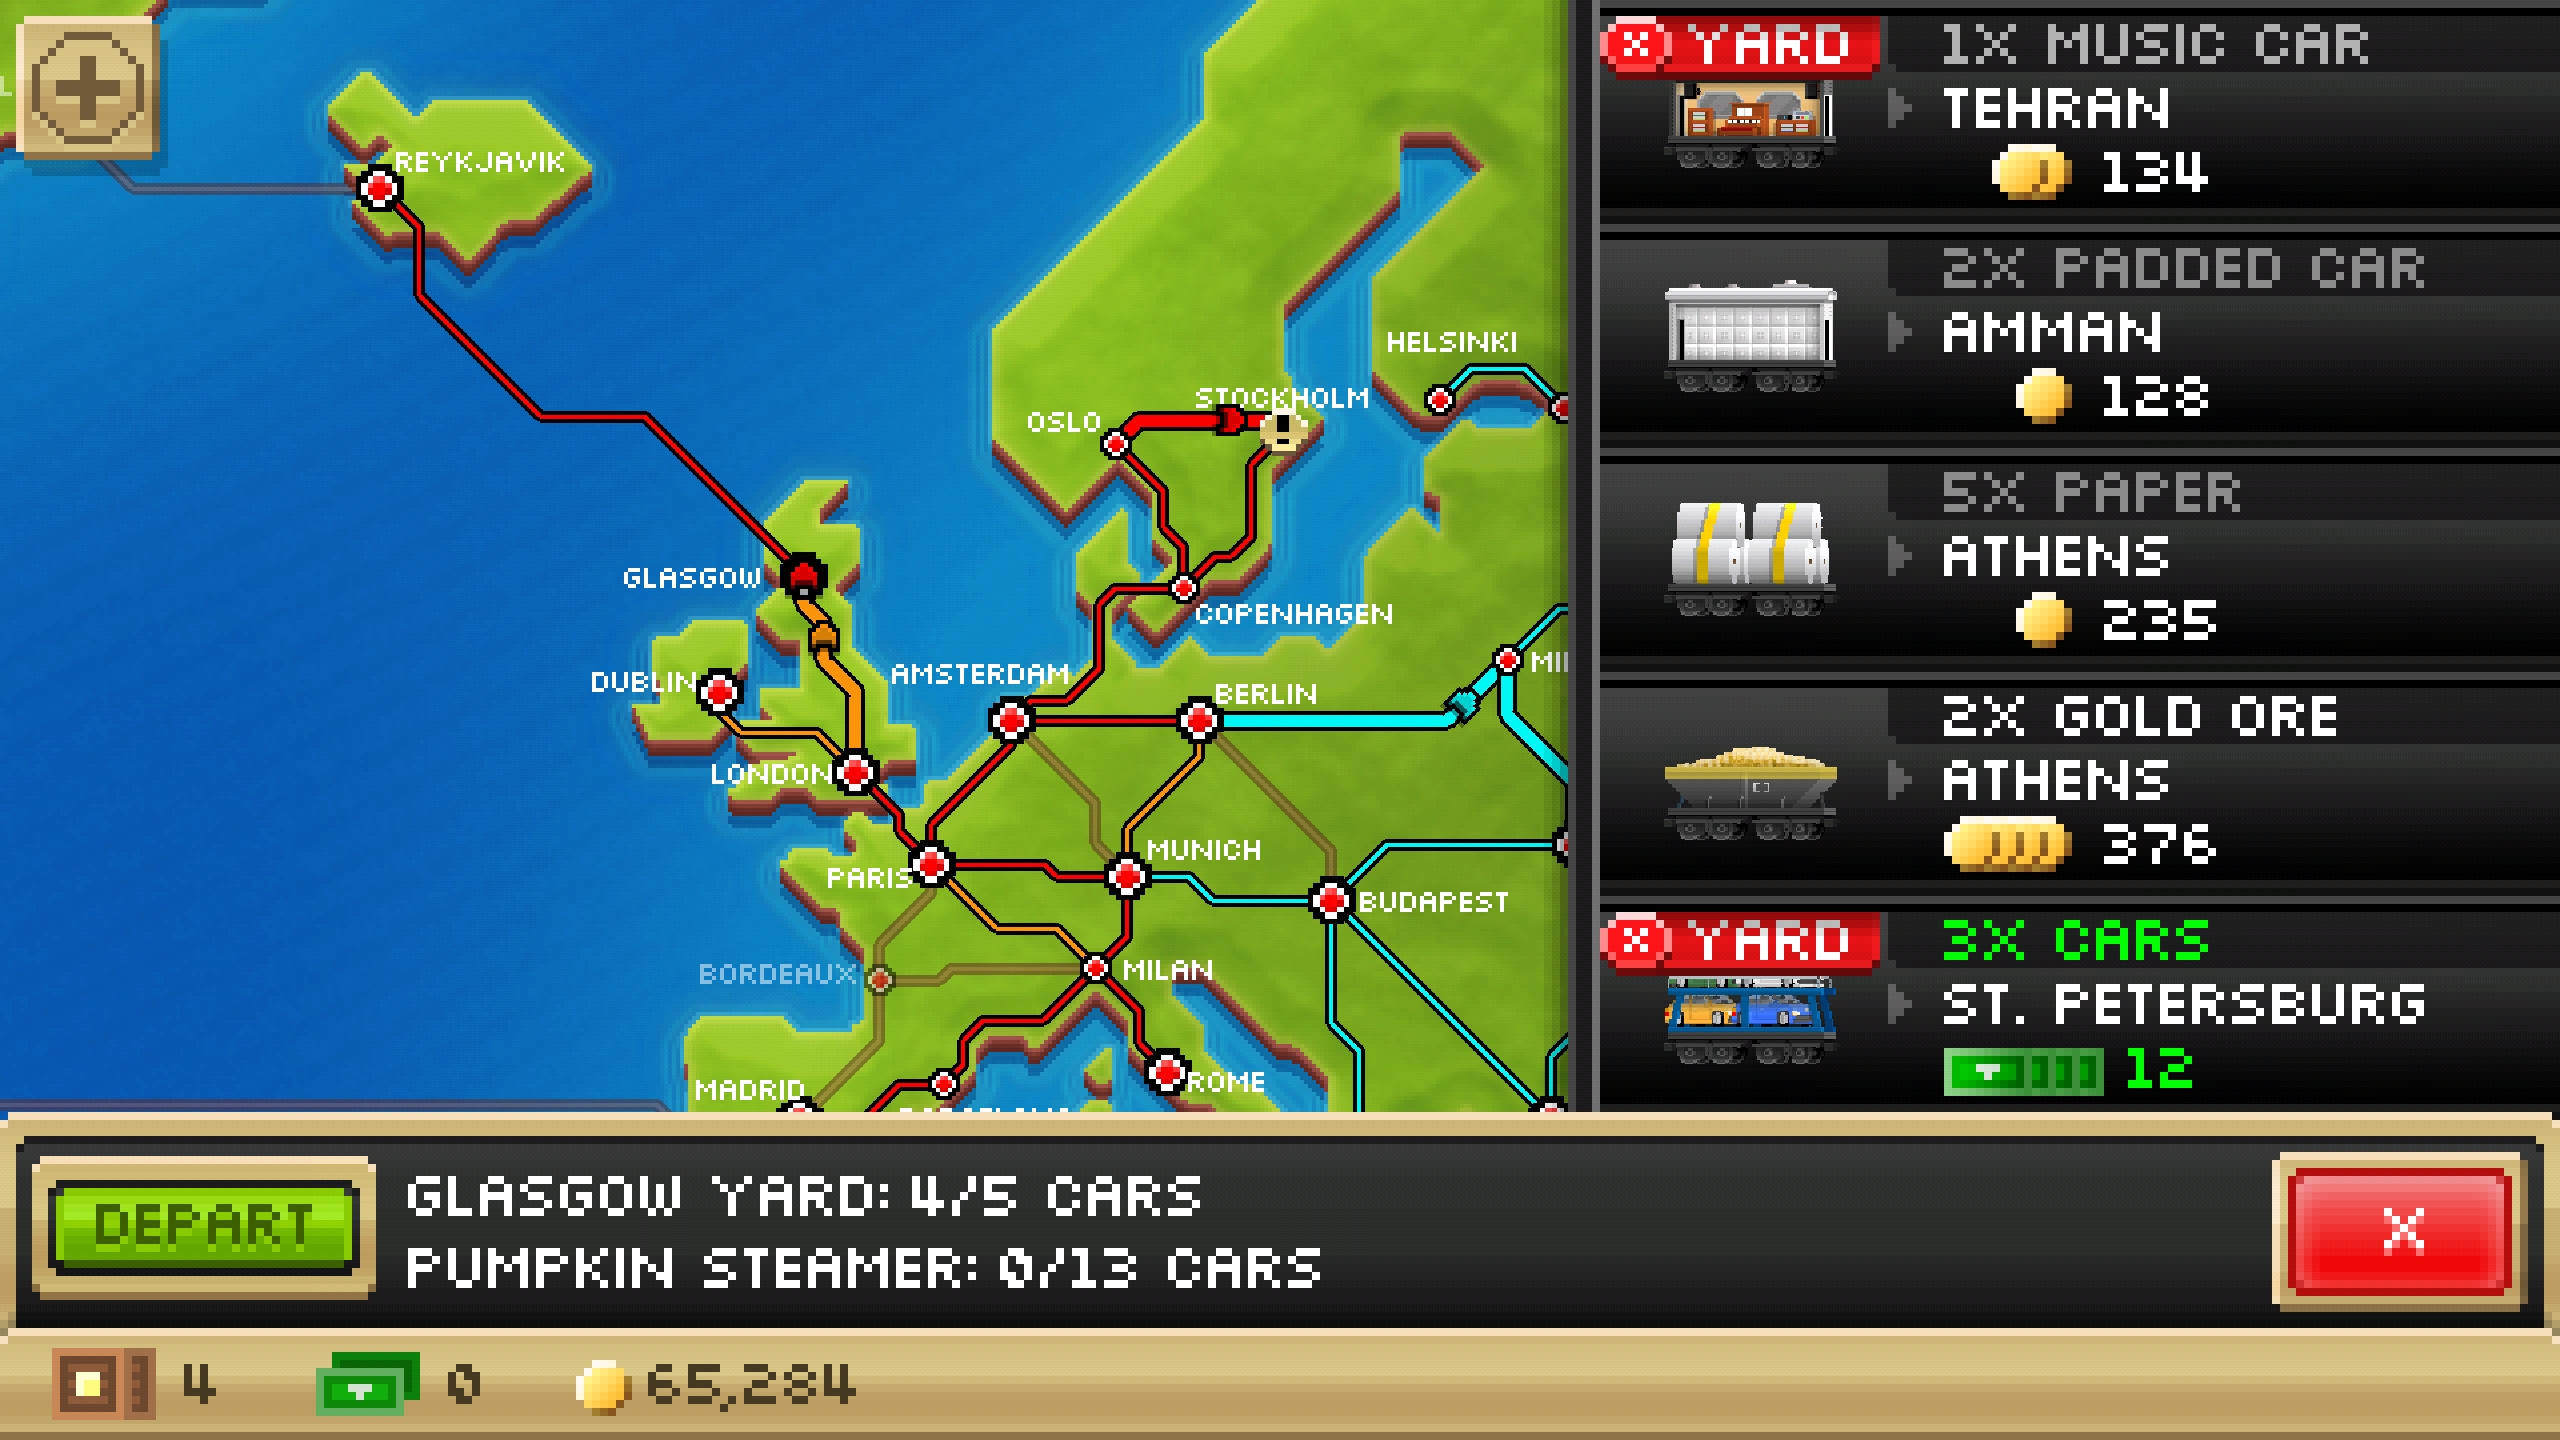 REYKJAVIK
HELSINKI
STOCKHOLM
OSLO
GLASGOW
COPENHAGEN
AMSTERDAM
DUBLIN
BERLIN
LONDON
MUNICH
PARIS
BUDAPEST
BORDEAUX
MILAN
ROME
MADRID
YARD
1X MUSIC CAR
TEHRAN
134
2X PADDED CAR
AMMAN
128
5X PAPER
ATHENS
235
2X GOLD ORE
ATHENS
376
YARD
3X CARS
ST. PETERSBURG
12
DEPART
GLASGOW YARD: 4/5 CARS
PUMPKIN STEAMER: 0/13 CARS
X
4
0
65,284